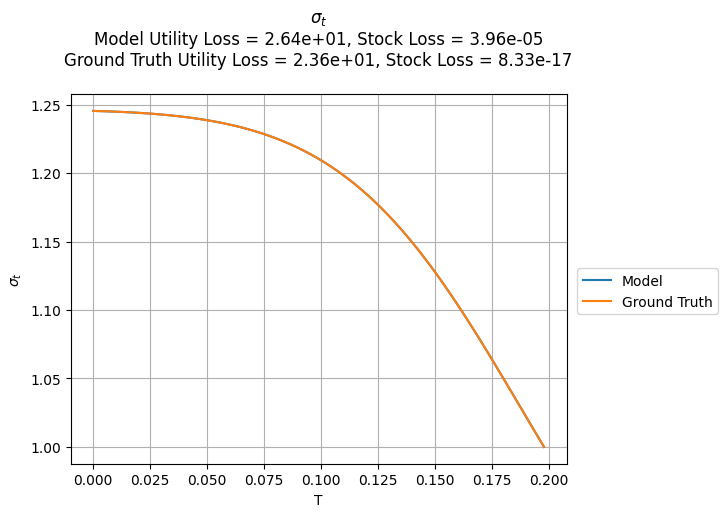 σt
Model Utility Loss = 2.64e+01, Stock Loss = 3.96e-05
Ground Truth Utility Loss = 2.36e+01, Stock Loss = 8.33e-17
1.25
1.20
1.15
1.10
1.05
1.00
σt
0.000 0.025 0.050 0.075 0.100 0.125 0.150 0.175 0.200
T
Model
Ground Truth